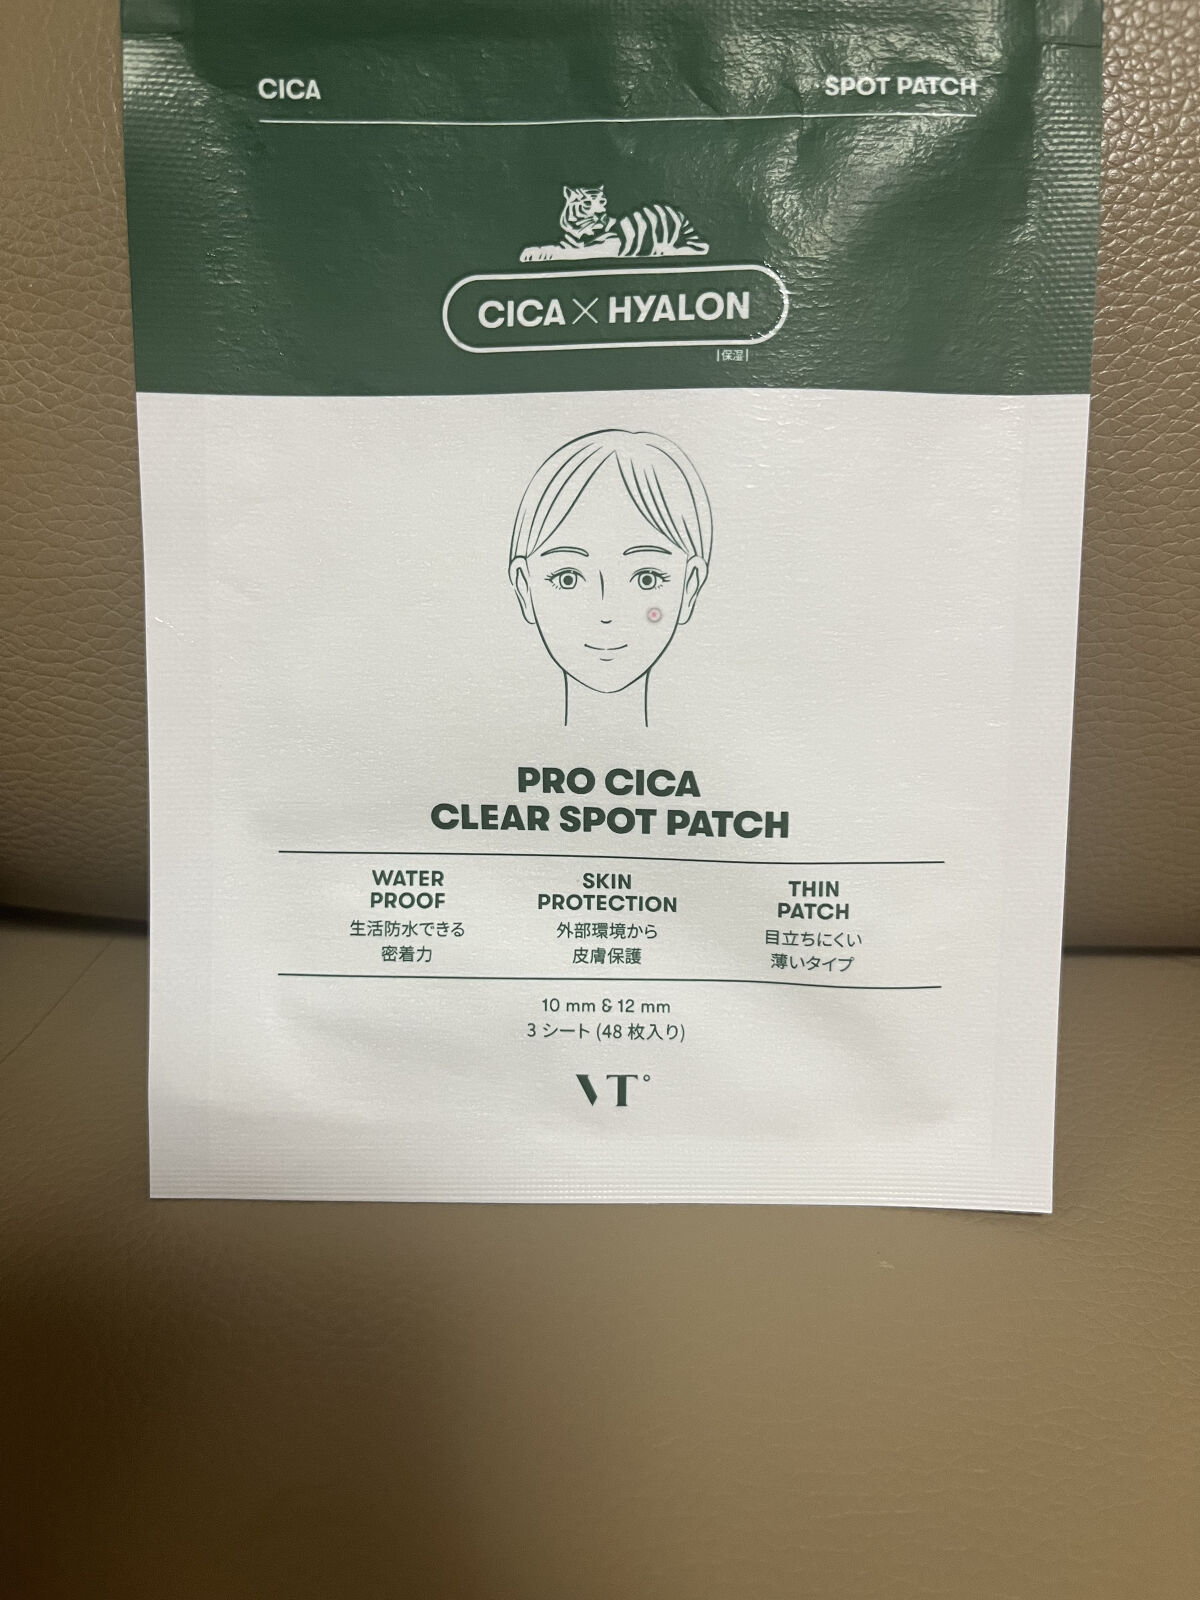 CICA
SPOT PATCH
CICA × HYALON
[保湿]
PRO CICA
CLEAR SPOT PATCH
WATER
PROOF
生活防水できる
密着力
SKIN
PROTECTION
外部環境から
皮膚保護
THIN
PATCH
目立ちにくい
薄いタイプ
10 mm & 12 mm
3 シート (48 枚入り)
VT°